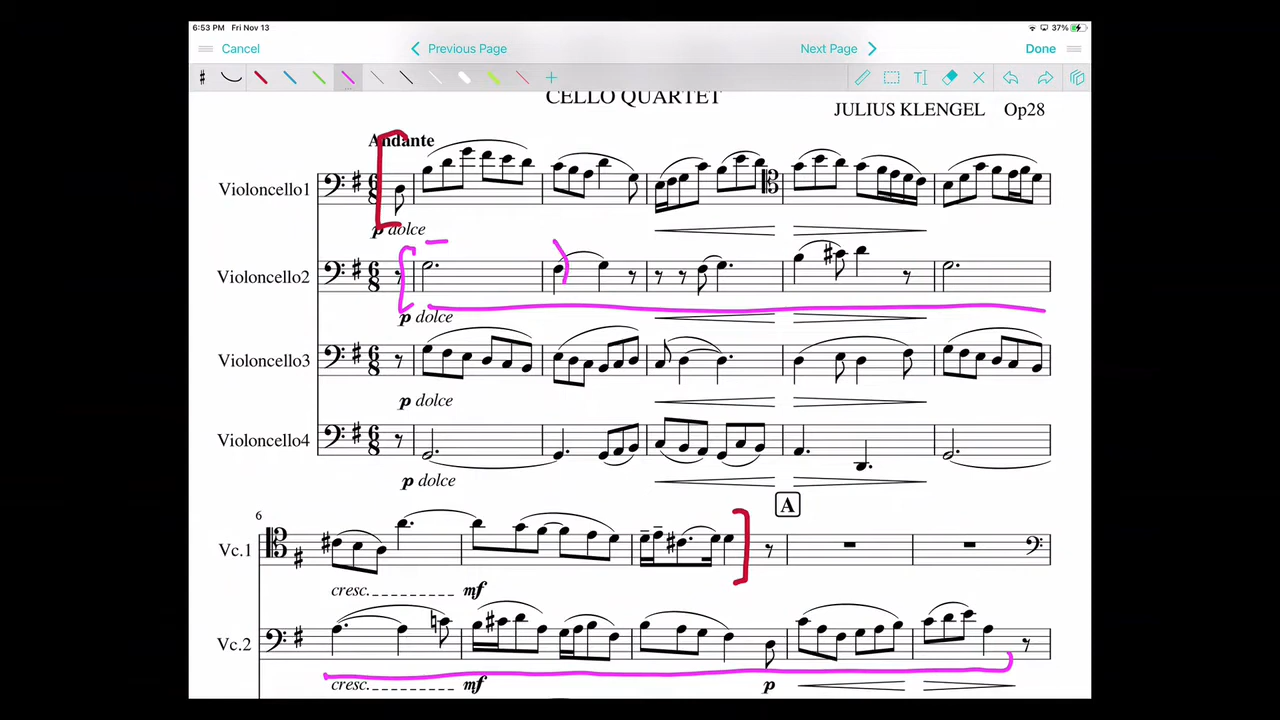 6:53 PM Fri Nov 13 37%
Cancel Previous Page Next Page Done
CELLO QUARTET
JULIUS KLENGEL Op28
Andante
Violoncello1
p dolce
Violoncello2
p dolce
Violoncello3
p dolce
Violoncello4
p dolce
A
6
Vc.1
cresc. mf
Vc.2
cresc. mf p